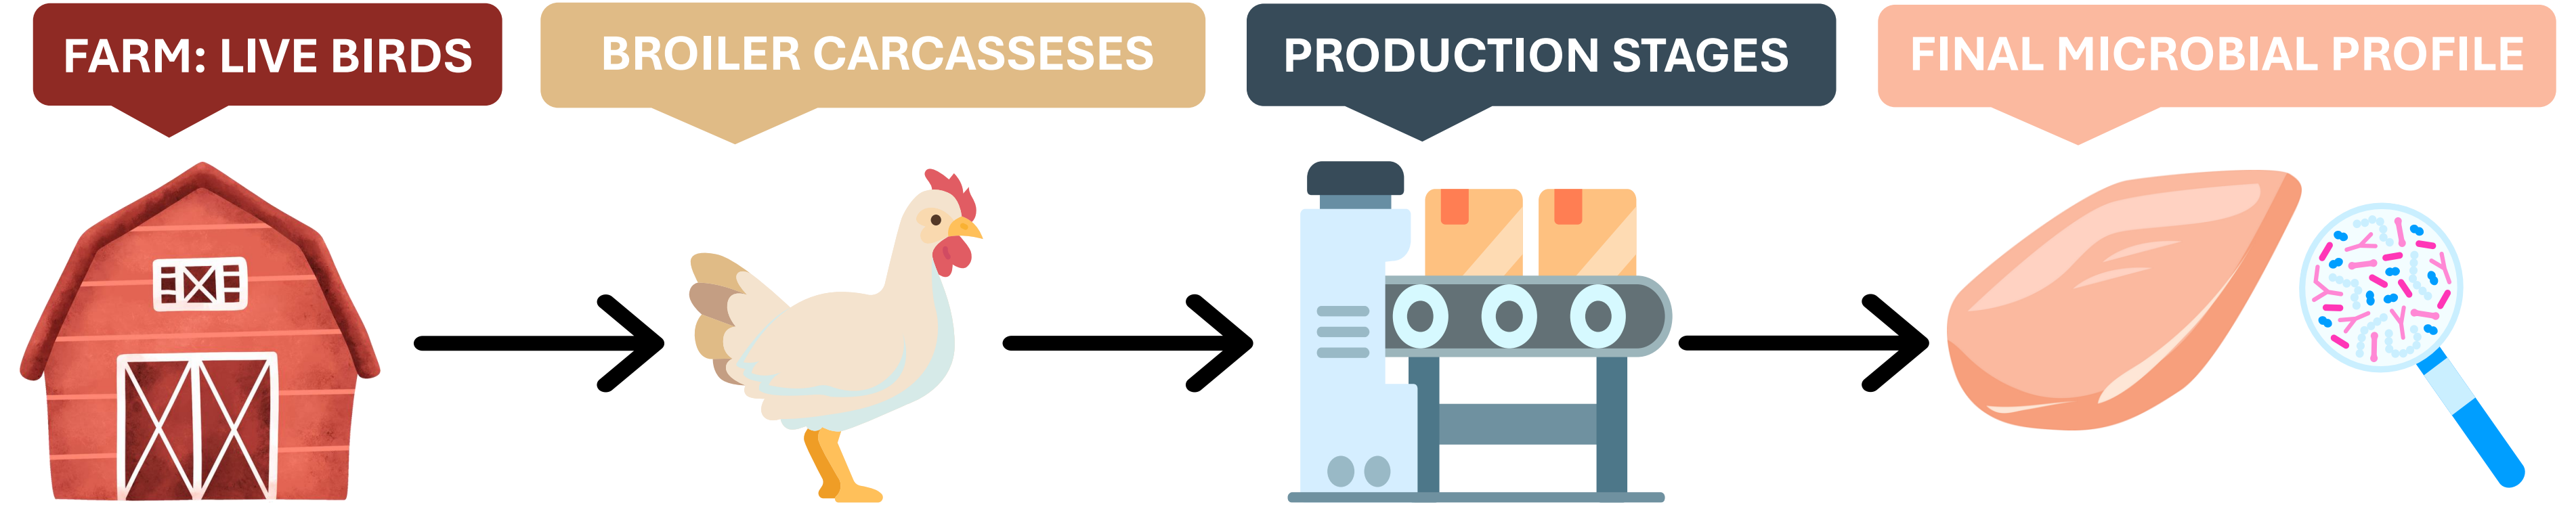 FARM: LIVE BIRDS
BROILER CARCASSESES
PRODUCTION STAGES
FINAL MICROBIAL PROFILE